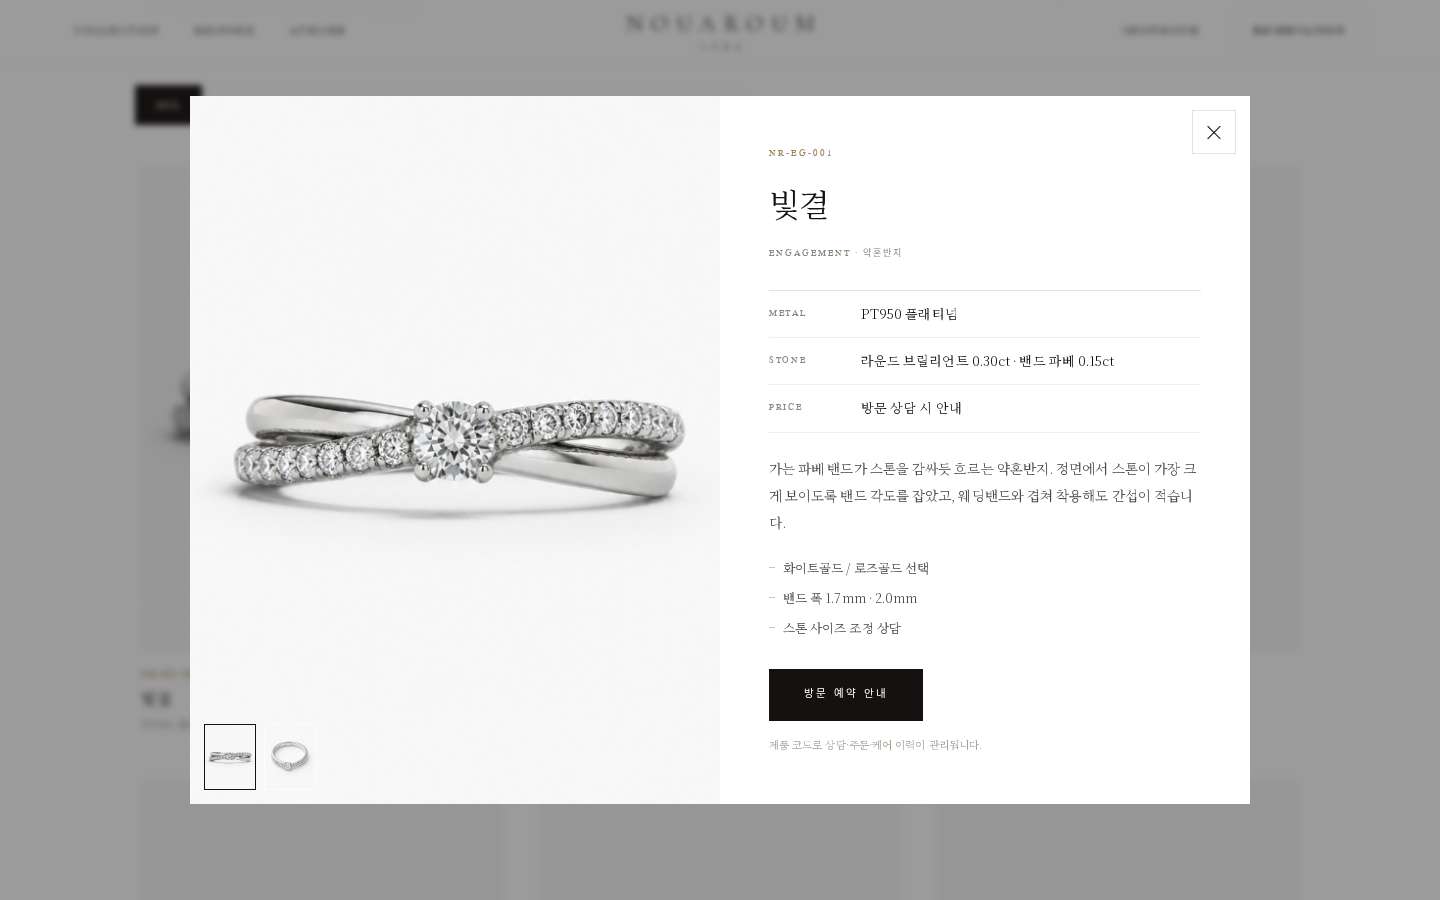 COLLECTION
BESPOKE
ATELIER
NOUAROUM
SHOWROOM
RESERVATION
ALL
NR-EG-001
빛결
ENGAGEMENT · 약혼반지
METAL
PT950 플래티넘
STONE
라운드 브릴리언트 0.30ct · 밴드 파베 0.15ct
PRICE
방문 상담 시 안내
가는 파베 밴드가 스톤을 감싸듯 흐르는 약혼반지. 정면에서 스톤이 가장 크
게 보이도록 밴드 각도를 잡았고, 웨딩밴드와 겹쳐 착용해도 간섭이 적습니
다.
– 화이트골드 / 로즈골드 선택
– 밴드 폭 1.7mm · 2.0mm
– 스톤 사이즈 조정 상담
방문 예약 안내
제품 코드로 상담·주문·케어 이력이 관리됩니다.